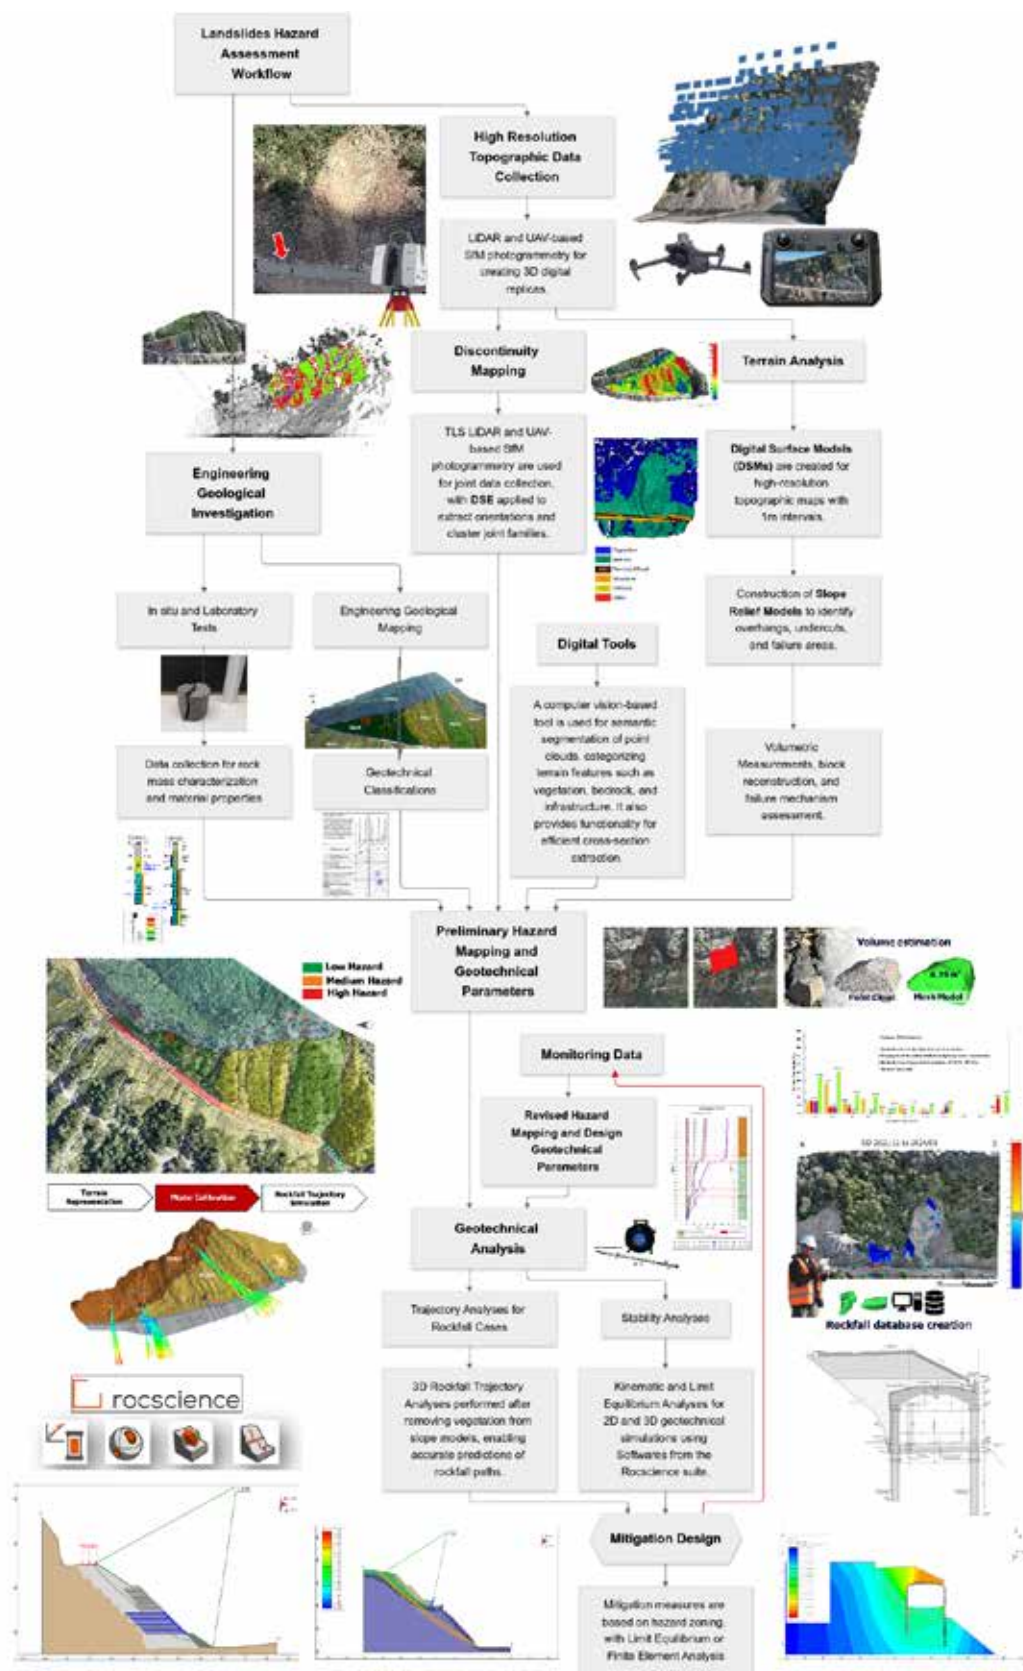 Landslides Hazard
Assessment
Workflow
High Resolution
Topographic Data
Collection
LiDAR and UAV-based
SfM photogrammetry for
creating 3D digital
replicas.
Discontinuity
Mapping
Terrain Analysis
TLS LiDAR and UAV-
based SfM
photogrammetry are used
for joint data collection,
with DSE applied to
extract orientations and
cluster joint families.
Digital Surface Models
(DSMs) are created for
high-resolution
topographic maps with
1m intervals.
Engineering
Geological
Investigation
In situ and Laboratory
Tests
Engineering Geological
Mapping
Construction of Slope
Relief Models to identify
overhangs, undercuts,
and failure areas.
Digital Tools
A computer vision-based
tool is used for semantic
segmentation of point
clouds, categorizing
terrain features such as
vegetation, bedrock, and
infrastructure. It also
provides functionality for
efficient cross-section
extraction.
Data collection for rock
mass characterization
and material properties
Geotechnical
Classifications
Volumetric
Measurements, block
reconstruction, and
failure mechanism
assessment.
Preliminary Hazard
Mapping and
Geotechnical
Parameters
Volume estimation
Point Cloud
Mesh Model
Low Hazard
Medium Hazard
High Hazard
Monitoring Data
Revised Hazard
Mapping and Design
Geotechnical
Parameters
Terrain
Representation
Model Calibration
Rockfall Trajectory
Simulation
Geotechnical
Analysis
Trajectory Analyses for
Rockfall Cases
Stability Analyses
Rockfall database creation
3D Rockfall Trajectory
Analyses performed after
removing vegetation from
slope models, enabling
accurate predictions of
rockfall paths.
Kinematic and Limit
Equilibrium Analyses for
2D and 3D geotechnical
simulations using
Softwares from the
Rocscience suite.
rocscience
Mitigation Design
Mitigation measures are
based on hazard zoning,
with Limit Equilibrium or
Finite Element Analysis